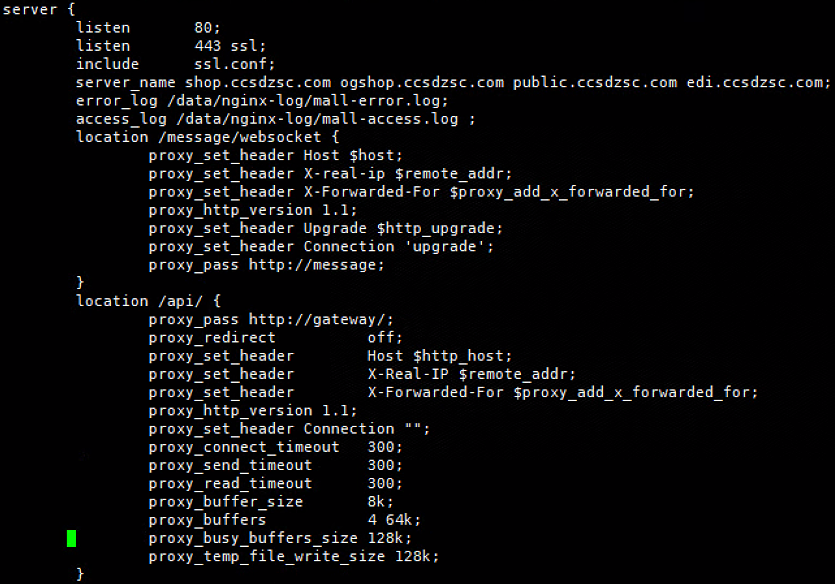 server {
        listen       80;
        listen       443 ssl;
        include      ssl.conf;
        server_name shop.ccsdzsc.com ogshop.ccsdzsc.com public.ccsdzsc.com edi.ccsdzsc.com;
        error_log /data/nginx-log/mall-error.log;
        access_log /data/nginx-log/mall-access.log ;
        location /message/websocket {
                proxy_set_header Host $host;
                proxy_set_header X-real-ip $remote_addr;
                proxy_set_header X-Forwarded-For $proxy_add_x_forwarded_for;
                proxy_http_version 1.1;
                proxy_set_header Upgrade $http_upgrade;
                proxy_set_header Connection 'upgrade';
                proxy_pass http://message;
        }
        location /api/ {
                proxy_pass http://gateway/;
                proxy_redirect          off;
                proxy_set_header        Host $http_host;
                proxy_set_header        X-Real-IP $remote_addr;
                proxy_set_header        X-Forwarded-For $proxy_add_x_forwarded_for;
                proxy_http_version 1.1;
                proxy_set_header Connection "";
                proxy_connect_timeout   300;
                proxy_send_timeout      300;
                proxy_read_timeout      300;
                proxy_buffer_size       8k;
                proxy_buffers           4 64k;
                proxy_busy_buffers_size 128k;
                proxy_temp_file_write_size 128k;
        }